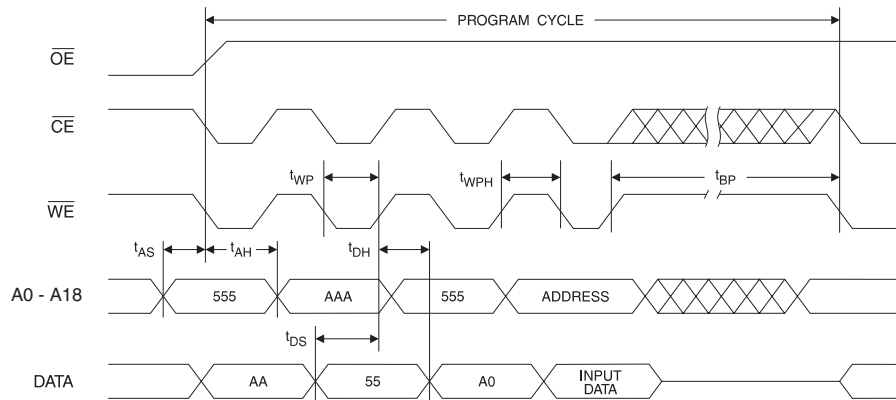 PROGRAM CYCLE
OE
CE
tWP
tWPH
tBP
WE
tAS
tAH
tDH
A0 - A18
555
AAA
555
ADDRESS
tDS
DATA
AA
55
A0
INPUT
DATA